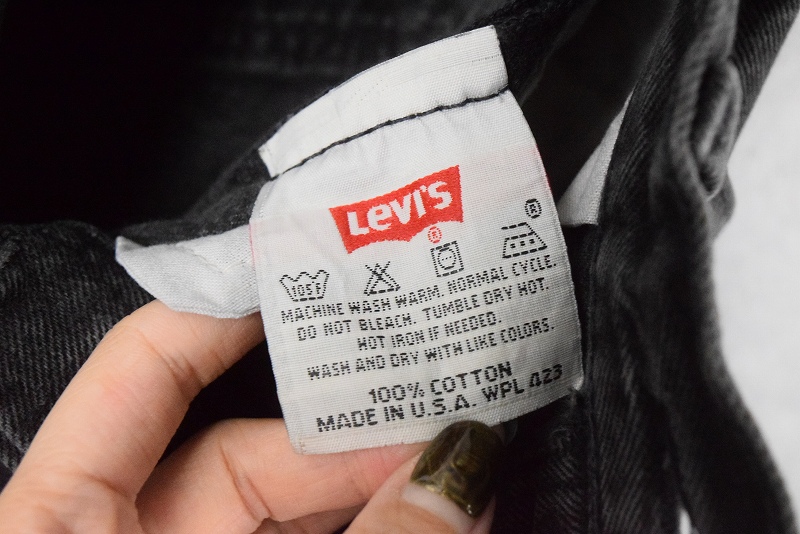 Levi's
®
®
105°F
MACHINE WASH WARM. NORMAL CYCLE.
DO NOT BLEACH. TUMBLE DRY HOT.
HOT IRON IF NEEDED.
WASH AND DRY WITH LIKE COLORS.
100% COTTON
MADE IN U.S.A. WPL 423